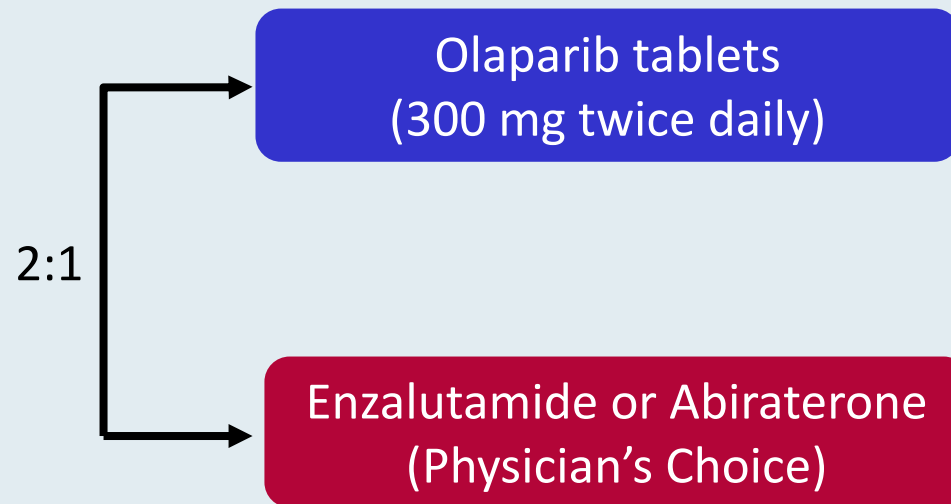 Olaparib tablets
(300 mg twice daily)
2:1
Enzalutamide or Abiraterone
(Physician’s Choice)